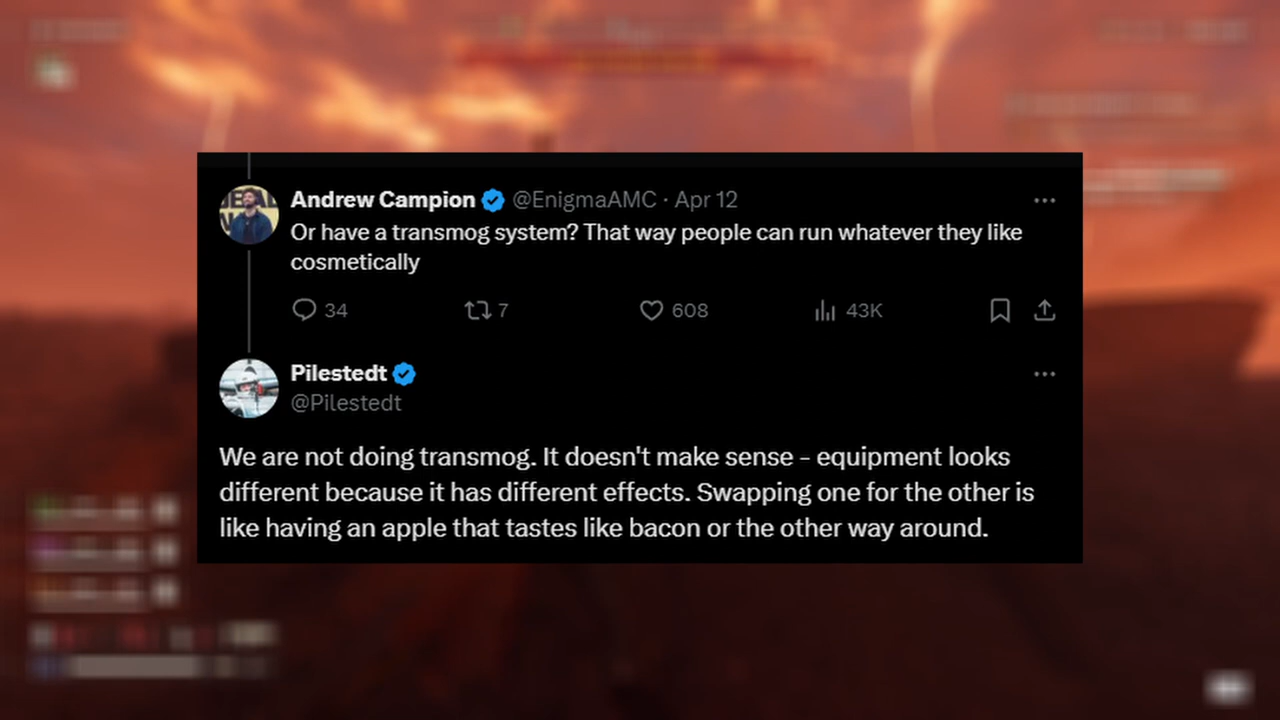 Andrew Campion @EnigmaAMC · Apr 12
Or have a transmog system? That way people can run whatever they like
cosmetically
34 7 608 43K
Pilestedt
@Pilestedt
We are not doing transmog. It doesn't make sense - equipment looks
different because it has different effects. Swapping one for the other is
like having an apple that tastes like bacon or the other way around.